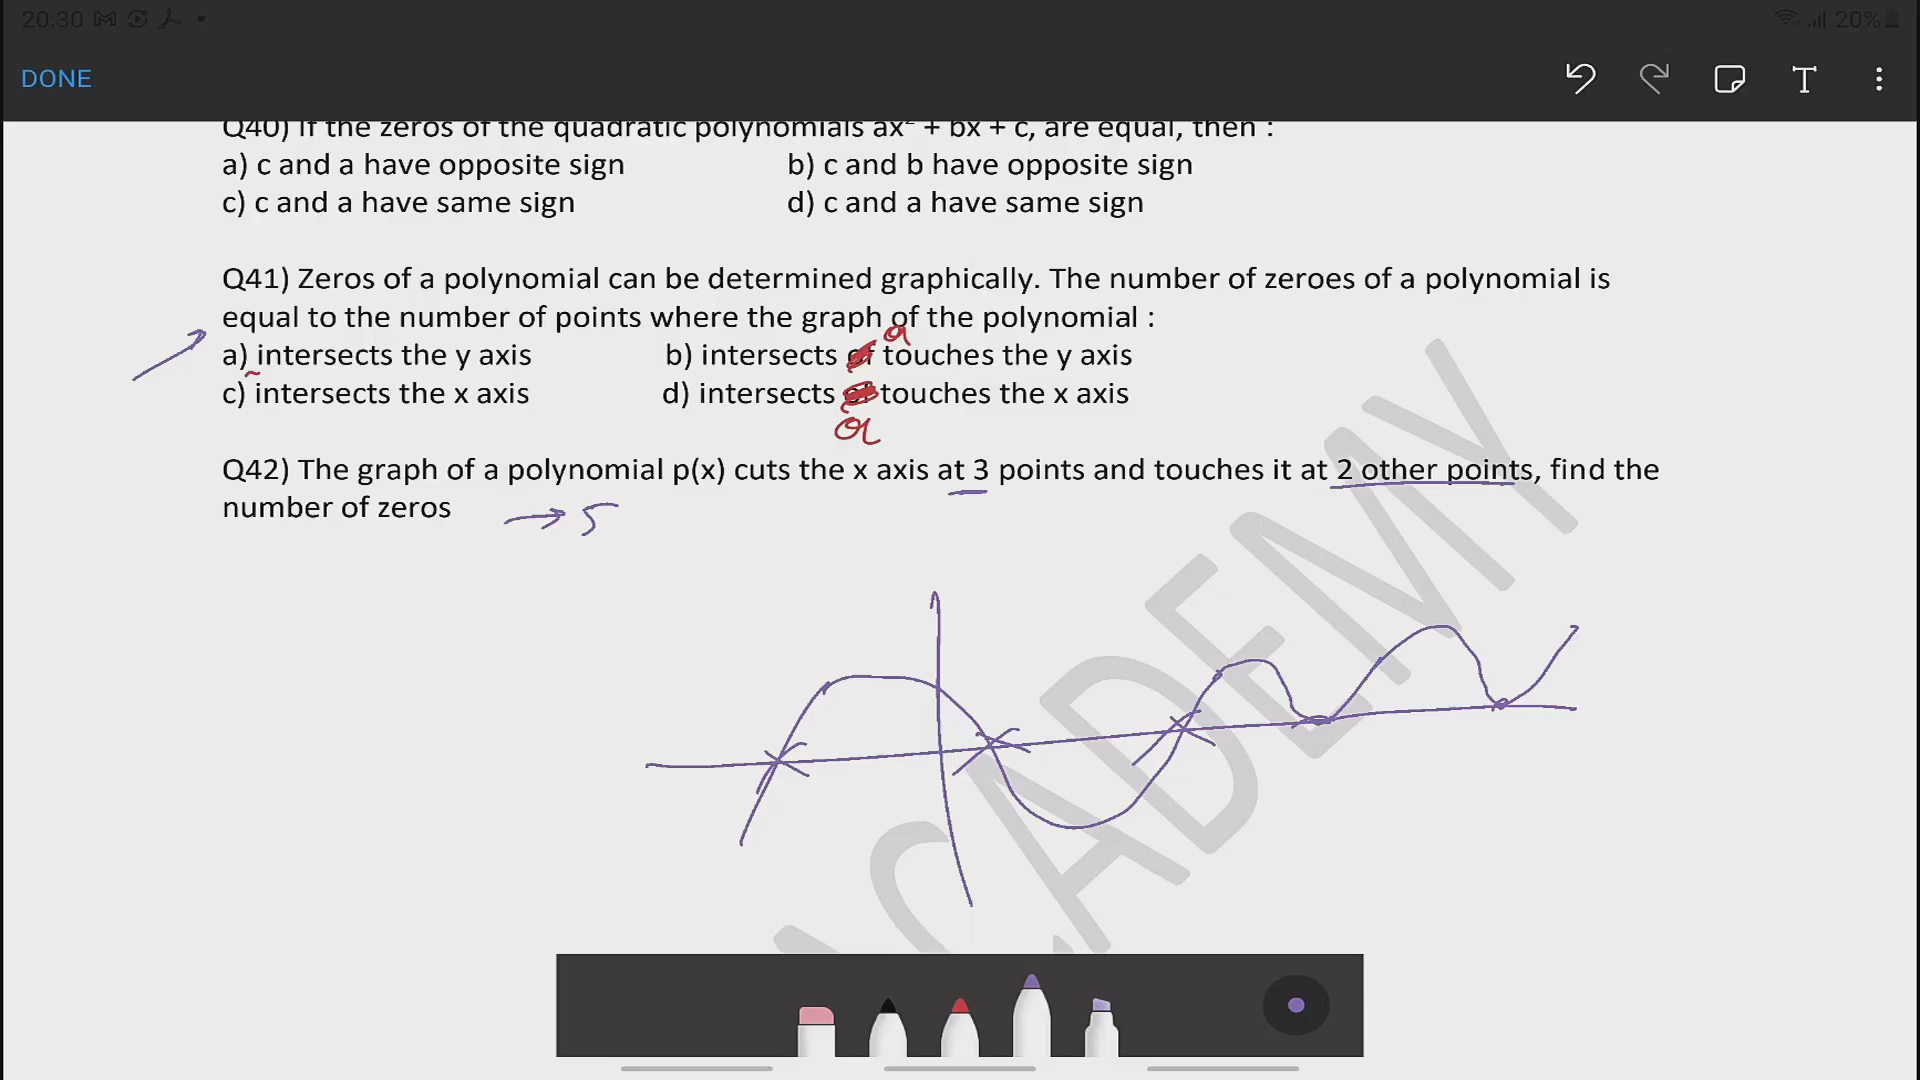 20:30
20%
DONE
Q40) If the zeros of the quadratic polynomials ax² + bx + c, are equal, then :
a) c and a have opposite sign b) c and b have opposite sign
c) c and a have same sign d) c and a have same sign
Q41) Zeros of a polynomial can be determined graphically. The number of zeroes of a polynomial is
equal to the number of points where the graph of the polynomial :
a) intersects the y axis b) intersects touches the y axis
c) intersects the x axis d) intersects touches the x axis
or
Q42) The graph of a polynomial p(x) cuts the x axis at 3 points and touches it at 2 other points, find the
number of zeros → 5
ACADEMY